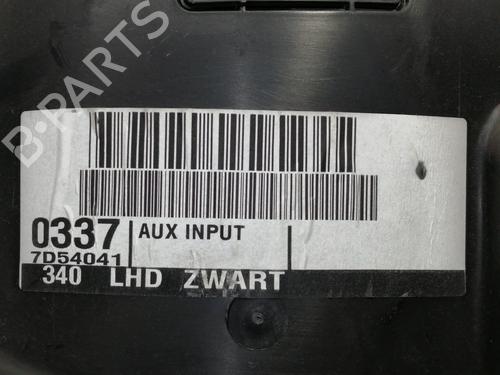 B-PARTS
0337
AUX INPUT
7D54041
340 LHD ZWART